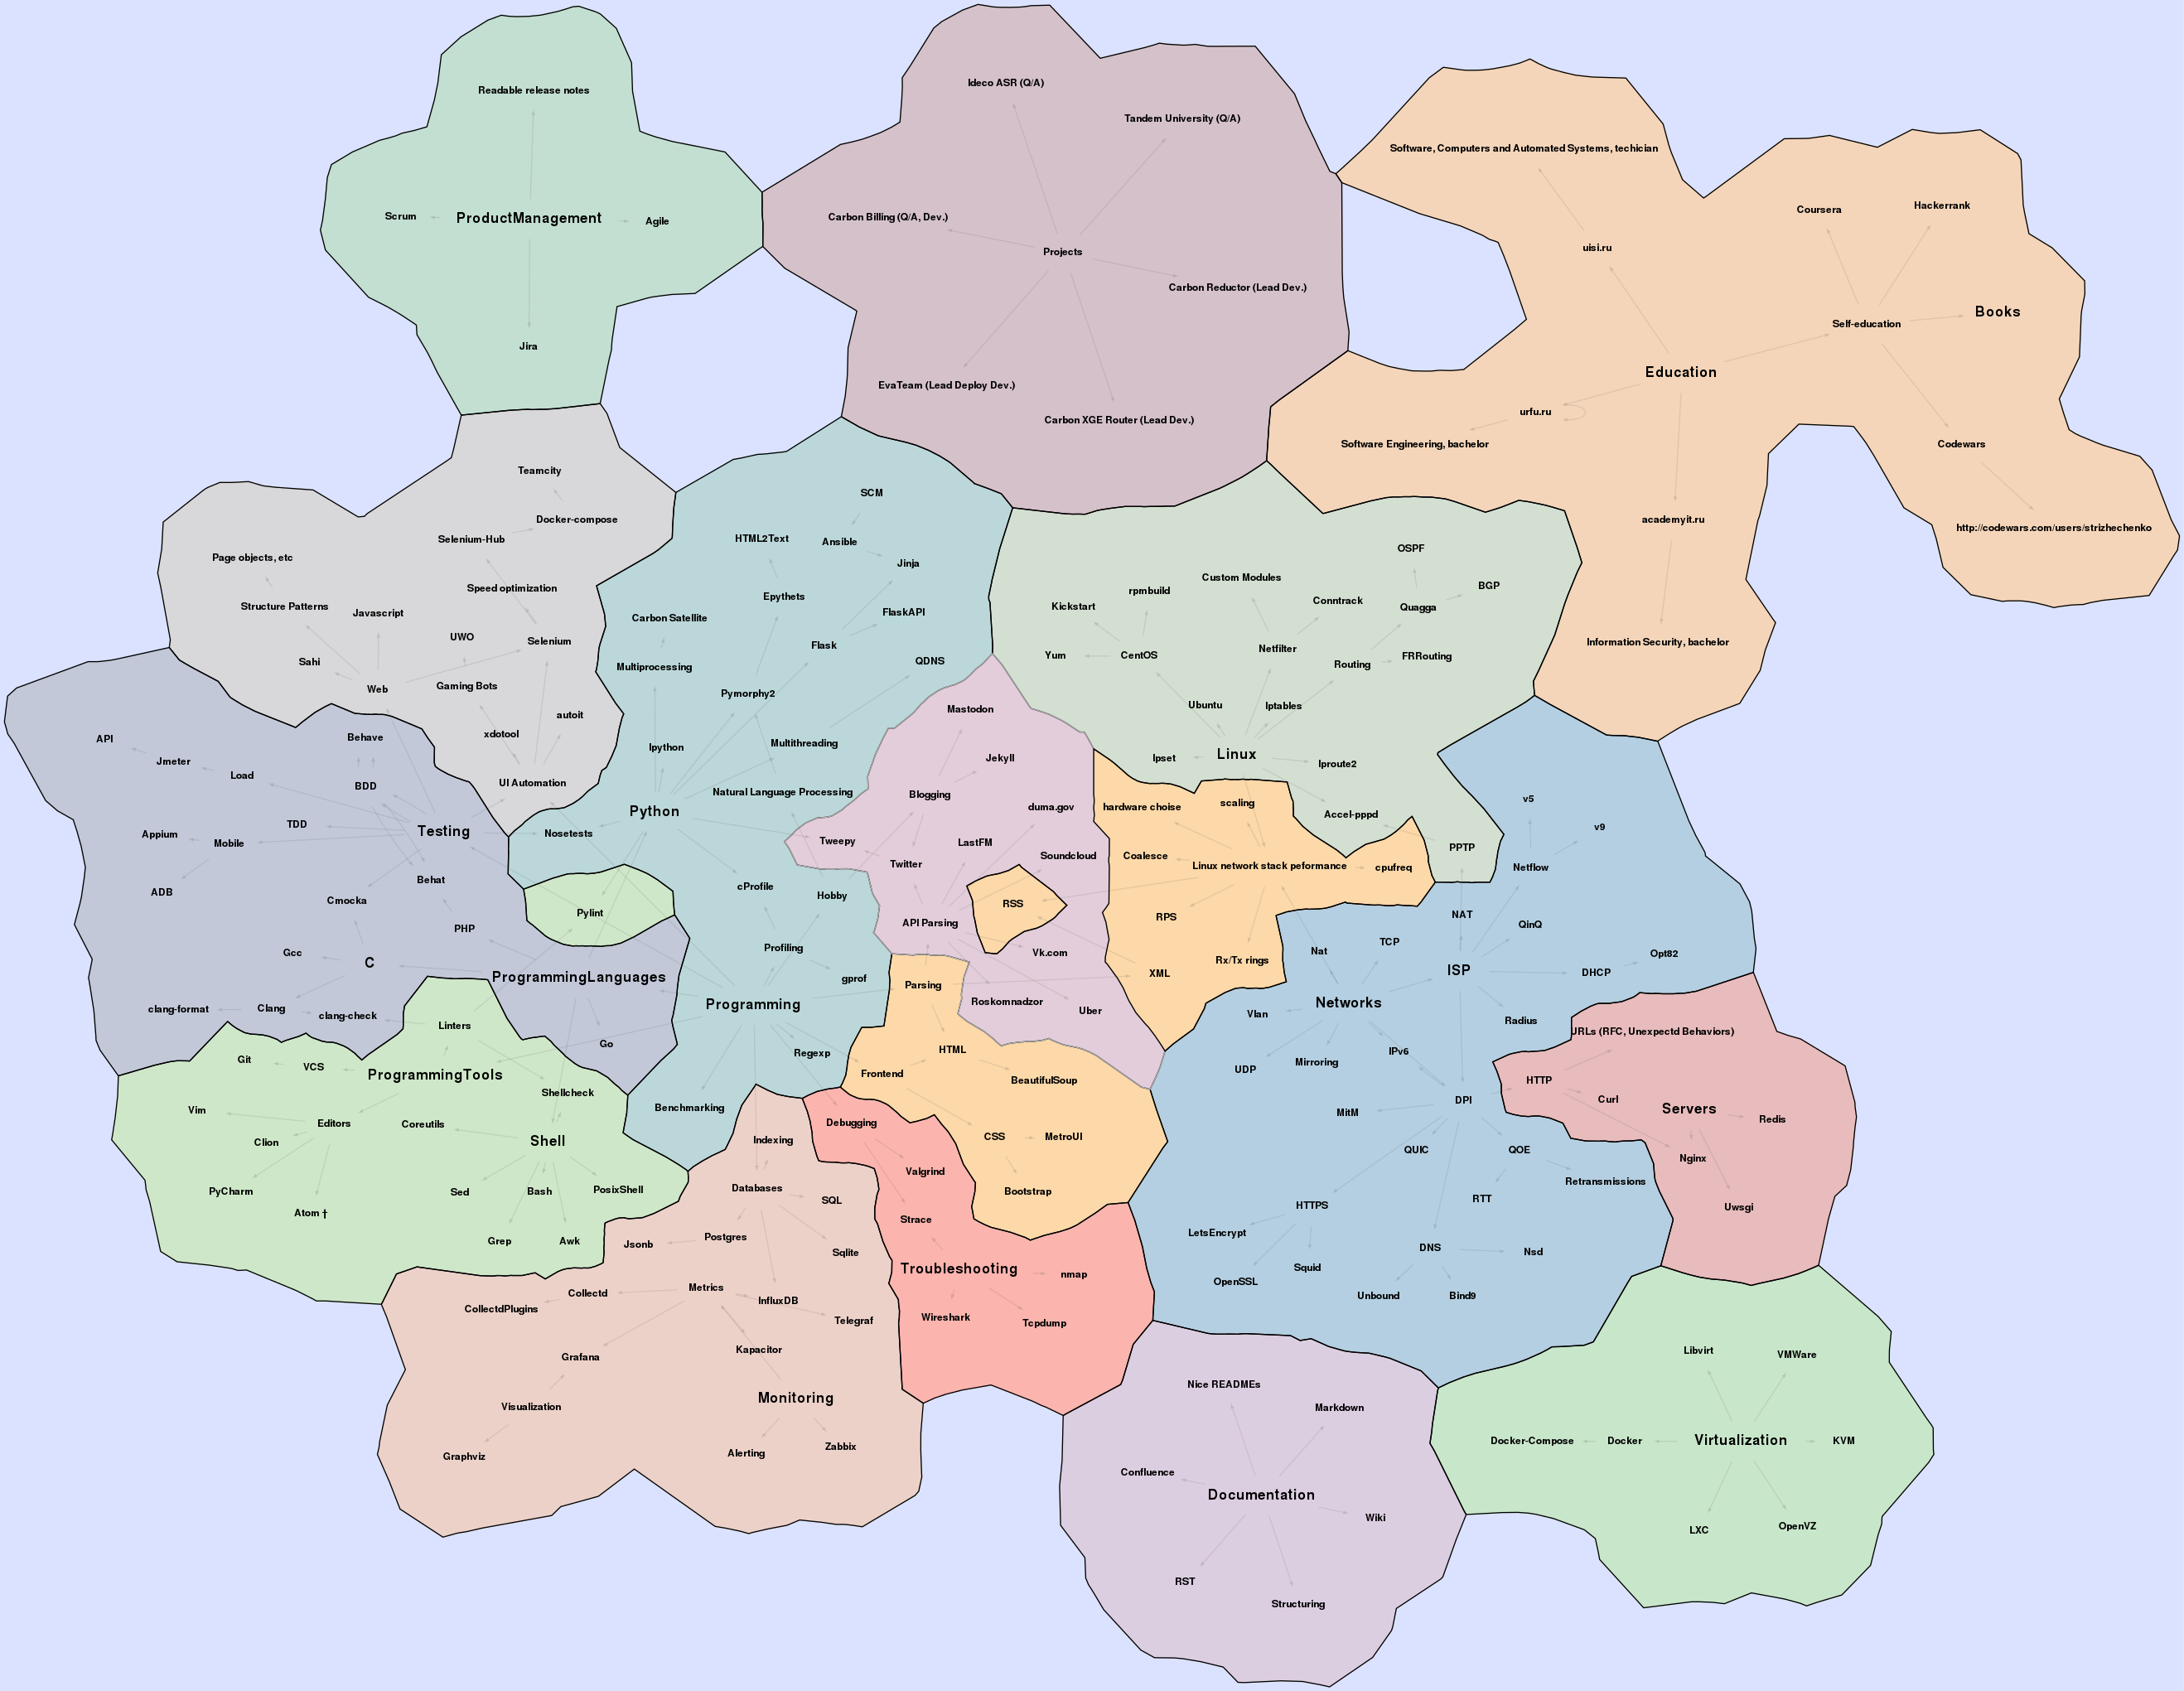 Readable release notes
Scrum
ProductManagement
Agile
Jira
Ideco ASR (Q/A)
Tandem University (Q/A)
Carbon Billing (Q/A, Dev.)
Projects
Carbon Reductor (Lead Dev.)
EvaTeam (Lead Deploy Dev.)
Carbon XGE Router (Lead Dev.)
Software, Computers and Automated Systems, techician
Coursera
Hackerrank
uisi.ru
Self-education
Books
Education
urfu.ru
Software Engineering, bachelor
Codewars
academyit.ru
http://codewars.com/users/strizhechenko
Information Security, bachelor
Teamcity
Docker-compose
Selenium-Hub
Page objects, etc
Speed optimization
Structure Patterns
Javascript
UWO
Selenium
Sahi
Web
Gaming Bots
autoit
xdotool
UI Automation
SCM
HTML2Text
Ansible
Jinja
Epythets
Carbon Satellite
FlaskAPI
Flask
Multiprocessing
QDNS
Pymorphy2
Ipython
Multithreading
Natural Language Processing
Python
Nosetests
cProfile
Hobby
Profiling
gprof
Programming
Regexp
Benchmarking
Pylint
OSPF
Custom Modules
BGP
rpmbuild
Kickstart
Conntrack
Quagga
Yum
CentOS
Netfilter
Routing
FRRouting
Ubuntu
Iptables
Linux
Ipset
Iproute2
Accel-pppd
PPTP
API
Behave
Jmeter
Load
BDD
TDD
Testing
Appium
Mobile
ADB
Behat
Cmocka
PHP
Gcc
C
ProgrammingLanguages
clang-format
Clang
clang-check
Go
Mastodon
Jekyll
Blogging
duma.gov
Tweepy
LastFM
Twitter
Soundcloud
API Parsing
Vk.com
Roskomnadzor
Uber
RSS
hardware choise
scaling
Coalesce
Linux network stack peformance
cpufreq
RPS
Rx/Tx rings
XML
Parsing
HTML
Frontend
BeautifulSoup
CSS
MetroUI
Bootstrap
v5
v9
Netflow
NAT
QinQ
TCP
Nat
Opt82
ISP
DHCP
Networks
Vlan
Radius
IPv6
Mirroring
UDP
DPI
MitM
QUIC
QOE
Retransmissions
RTT
HTTPS
LetsEncrypt
DNS
Nsd
Squid
OpenSSL
Unbound
Bind9
URLs (RFC, Unexpectd Behaviors)
HTTP
Curl
Servers
Redis
Nginx
Uwsgi
Linters
Git
VCS
ProgrammingTools
Shellcheck
Vim
Editors
Coreutils
Clion
Shell
PyCharm
Sed
Bash
PosixShell
Atom †
Grep
Awk
Indexing
Databases
SQL
Postgres
Jsonb
Sqlite
Metrics
Collectd
InfluxDB
CollectdPlugins
Telegraf
Kapacitor
Grafana
Monitoring
Visualization
Alerting
Zabbix
Graphviz
Debugging
Valgrind
Strace
Troubleshooting
nmap
Wireshark
Tcpdump
Nice READMEs
Markdown
Confluence
Documentation
Wiki
RST
Structuring
Libvirt
VMWare
Docker-Compose
Docker
Virtualization
KVM
LXC
OpenVZ